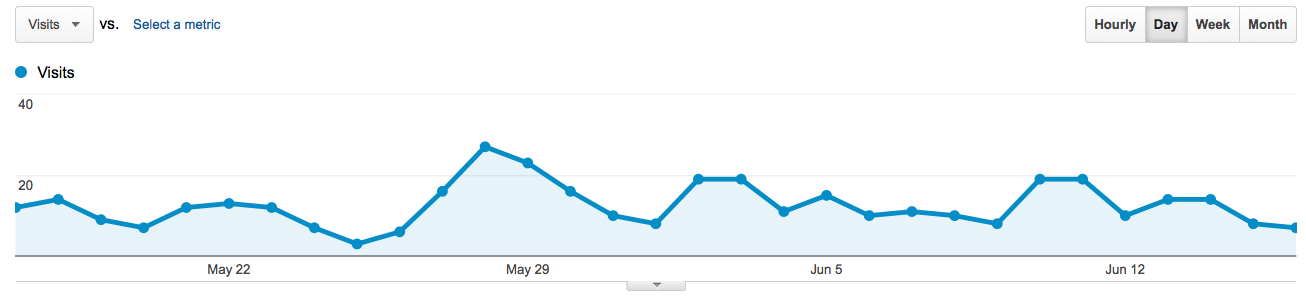 Visits vs. Select a metric Hourly Day Week Month
Visits
40
20
May 22 May 29 Jun 5 Jun 12